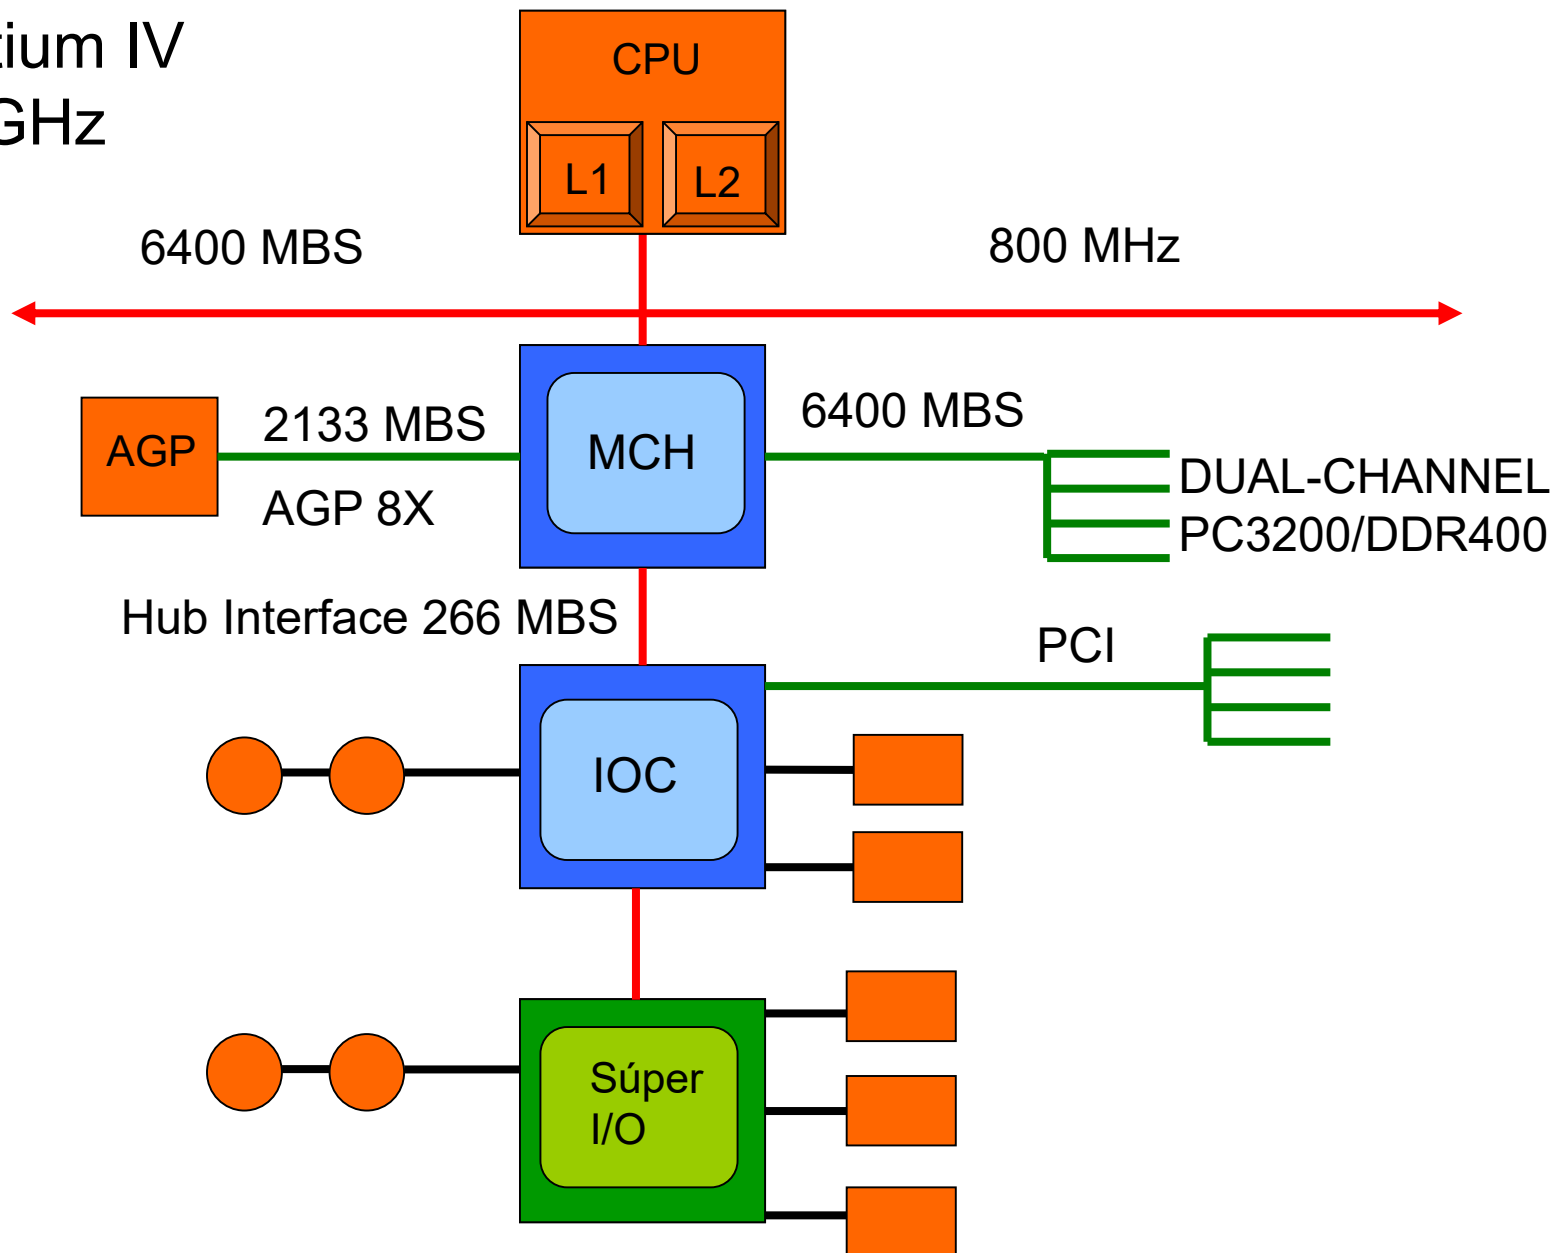 tium IV
GHz
CPU
L1
L2
6400 MBS
800 MHz
AGP
2133 MBS
AGP 8X
MCH
6400 MBS
DUAL-CHANNEL
PC3200/DDR400
Hub Interface 266 MBS
PCI
IOC
Súper
I/O